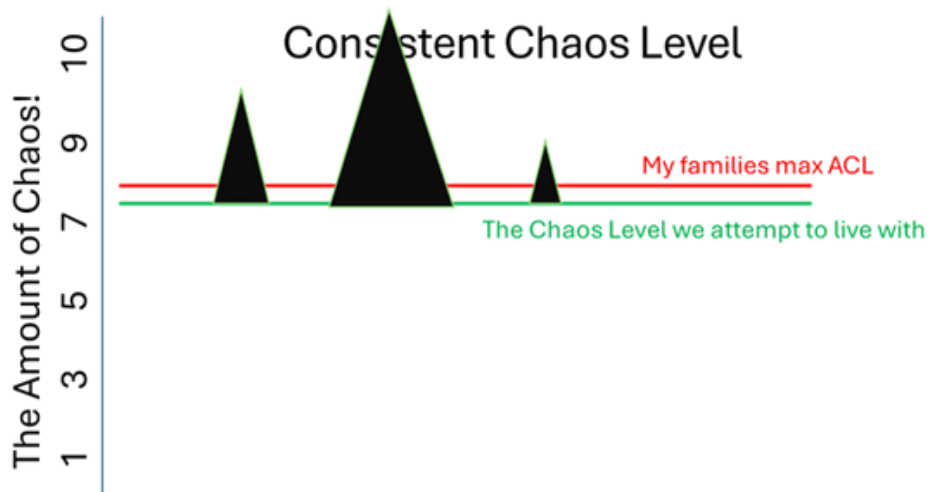 Consistent Chaos Level
The Amount of Chaos!
10
9
7
5
3
1
My families max ACL
The Chaos Level we attempt to live with